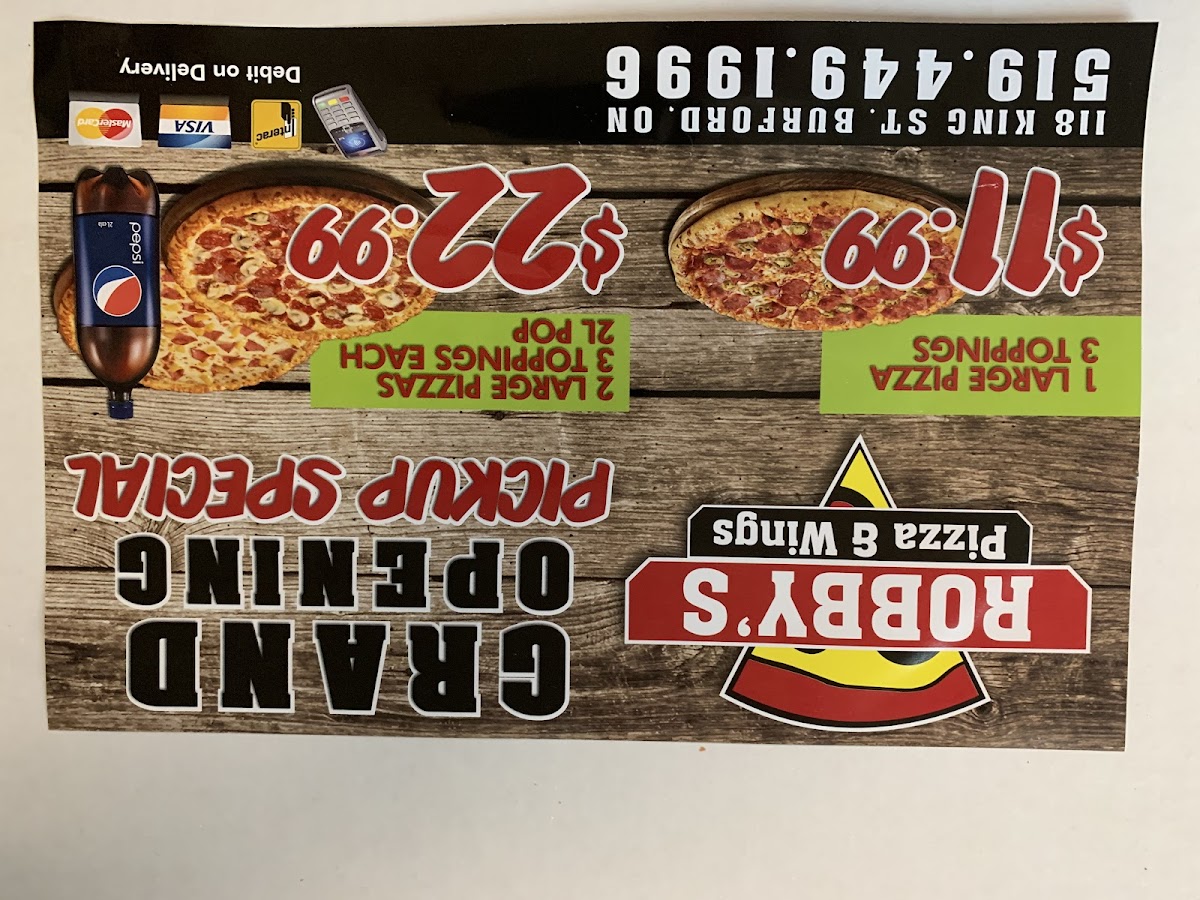 ROBBY'S
Pizza & Wings
GRAND
OPENING
PICKUP SPECIAL
1 LARGE PIZZA
3 TOPPINGS
$11.99
2 LARGE PIZZAS
3 TOPPINGS EACH
2L POP
$22.99
pepsi
2L cola
118 KING ST. BURFORD. ON
519.449.1996
Interac
VISA
MasterCard
Debit on Delivery